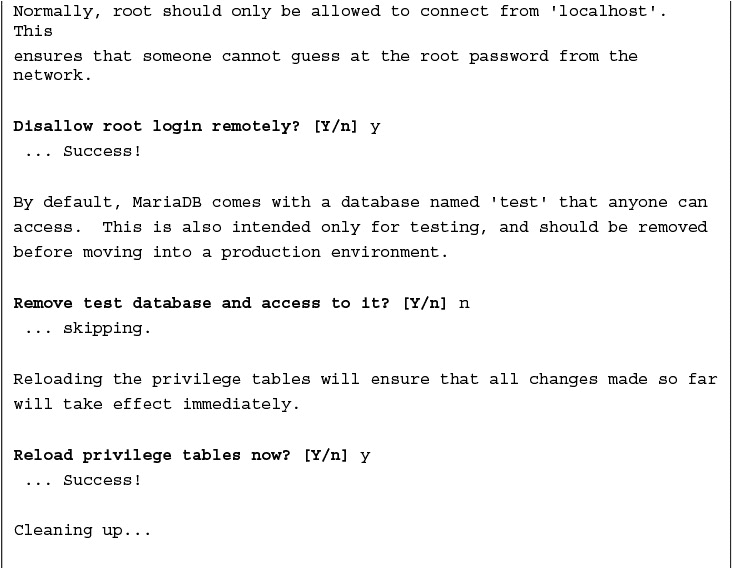 Normally, root should only be allowed to connect from 'localhost'.
This
ensures that someone cannot guess at the root password from the
network.
Disallow root login remotely? [Y/n] y
... Success!
By default, MariaDB comes with a database named 'test' that anyone can
access.  This is also intended only for testing, and should be removed
before moving into a production environment.
Remove test database and access to it? [Y/n] n
... skipping.
Reloading the privilege tables will ensure that all changes made so far
will take effect immediately.
Reload privilege tables now? [Y/n] y
... Success!
Cleaning up...